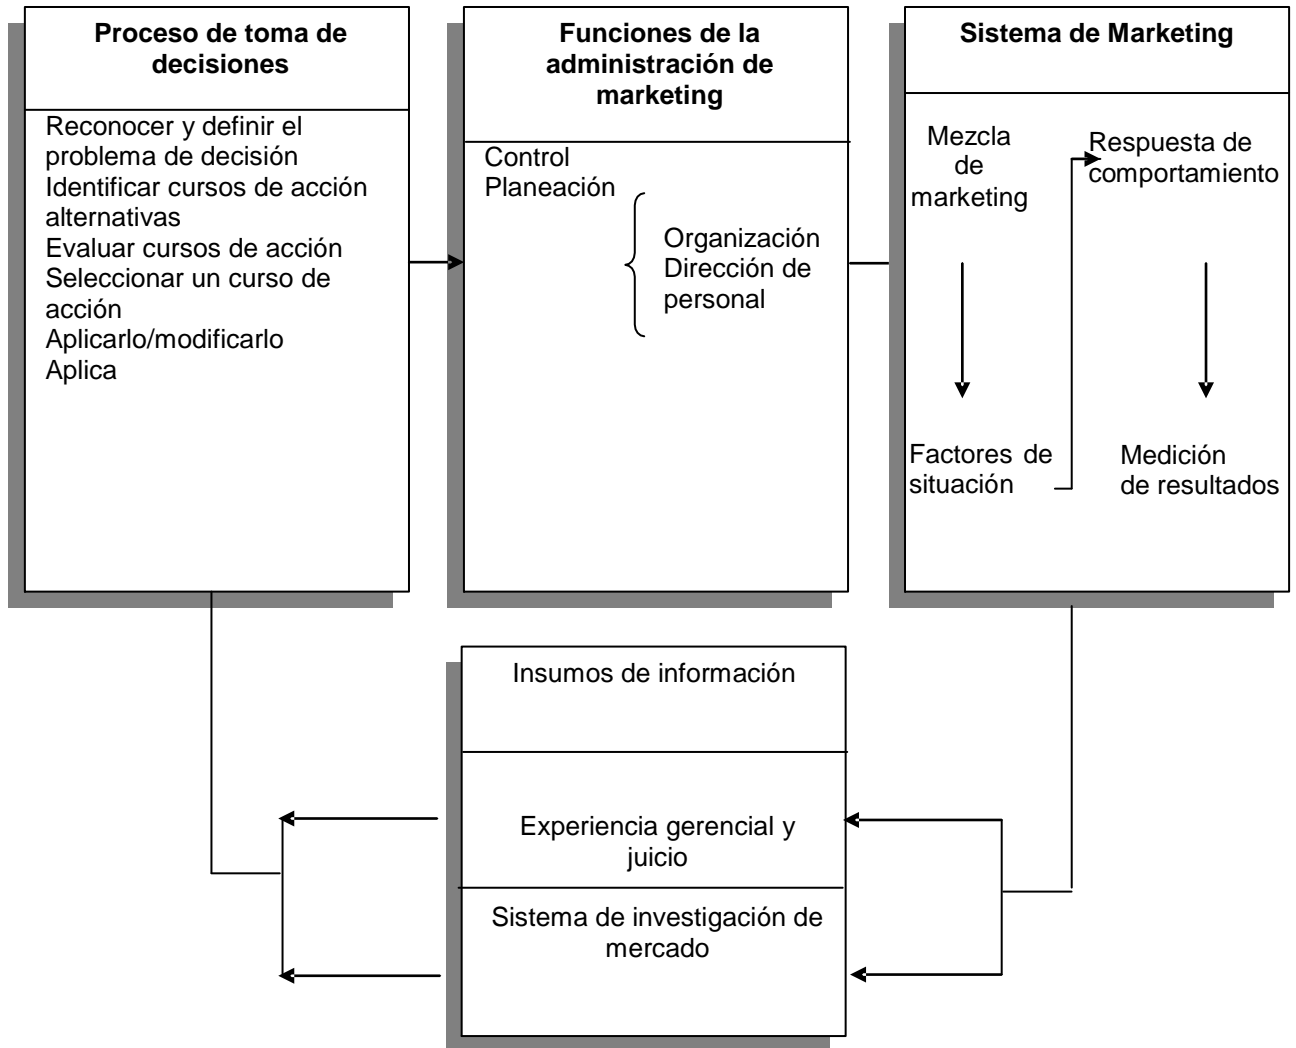 Proceso de toma de
decisiones
Reconocer y definir el
problema de decisión
Identificar cursos de acción
alternativas
Evaluar cursos de acción
Seleccionar un curso de
acción
Aplicarlo/modificarlo
Aplica
Funciones de la
administración de
marketing
Control
Planeación
Organización
Dirección de
personal
Sistema de Marketing
Mezcla
de
marketing
Factores de
situación
Respuesta de
comportamiento
Medición
de resultados
Insumos de información
Experiencia gerencial y
juicio
Sistema de investigación de
mercado